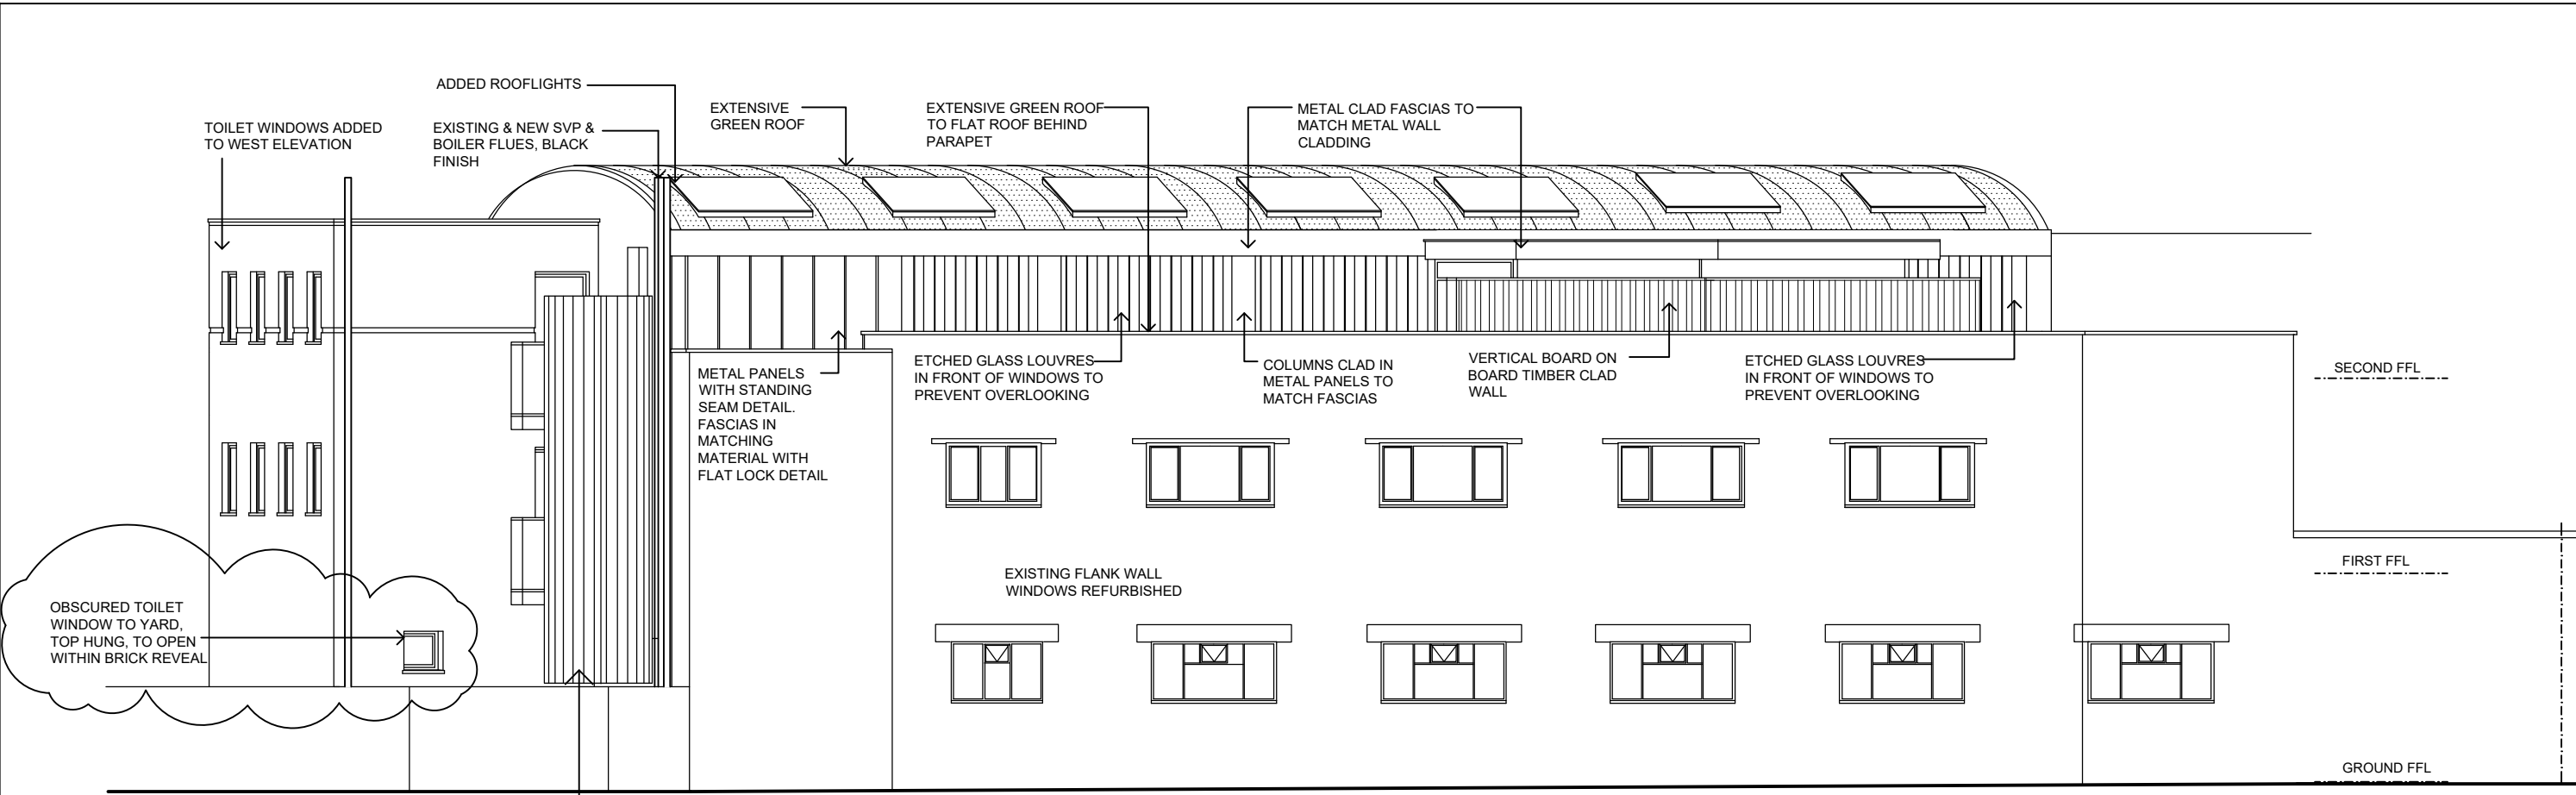 ADDED ROOFLIGHTS
TOILET WINDOWS ADDED
TO WEST ELEVATION
EXISTING & NEW SVP &
BOILER FLUES, BLACK
FINISH
EXTENSIVE
GREEN ROOF
EXTENSIVE GREEN ROOF
TO FLAT ROOF BEHIND
PARAPET
METAL CLAD FASCIAS TO
MATCH METAL WALL
CLADDING
METAL PANELS
WITH STANDING
SEAM DETAIL.
FASCIAS IN
MATCHING
MATERIAL WITH
FLAT LOCK DETAIL
ETCHED GLASS LOUVRES
IN FRONT OF WINDOWS TO
PREVENT OVERLOOKING
COLUMNS CLAD IN
METAL PANELS TO
MATCH FASCIAS
VERTICAL BOARD ON
BOARD TIMBER CLAD
WALL
ETCHED GLASS LOUVRES
IN FRONT OF WINDOWS TO
PREVENT OVERLOOKING
SECOND FFL
EXISTING FLANK WALL
WINDOWS REFURBISHED
FIRST FFL
OBSCURED TOILET
WINDOW TO YARD,
TOP HUNG, TO OPEN
WITHIN BRICK REVEAL
GROUND FFL